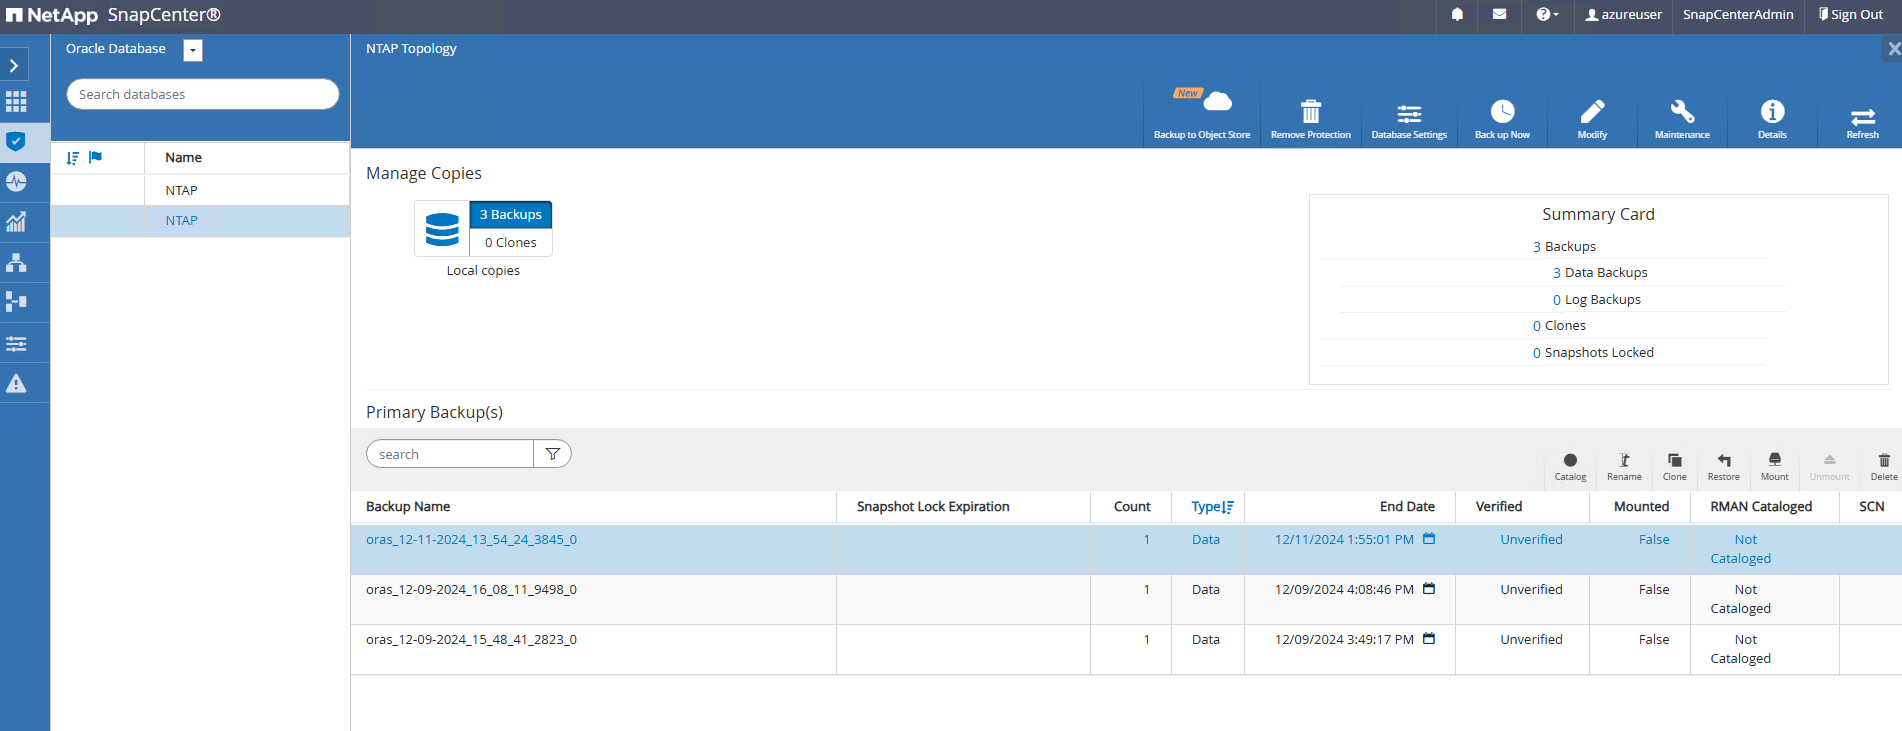 NetApp SnapCenter®
azureuser
SnapCenterAdmin
Sign Out
Oracle Database
Search databases
Name
NTAP
NTAP
NTAP Topology
New
Backup to Object Store
Remove Protection
Database Settings
Back up Now
Modify
Maintenance
Details
Refresh
Manage Copies
3 Backups
0 Clones
Local copies
Summary Card
3 Backups
3 Data Backups
0 Log Backups
0 Clones
0 Snapshots Locked
Primary Backup(s)
search
Catalog
Rename
Clone
Restore
Mount
Unmount
Delete
Backup Name Snapshot Lock Expiration Count Type End Date Verified Mounted RMAN Cataloged SCN
oras_12-11-2024_13_54_24_3845_0 1 Data 12/11/2024 1:55:01 PM Unverified False Not
Cataloged
oras_12-09-2024_16_08_11_9498_0 1 Data 12/09/2024 4:08:46 PM Unverified False Not
Cataloged
oras_12-09-2024_15_48_41_2823_0 1 Data 12/09/2024 3:49:17 PM Unverified False Not
Cataloged